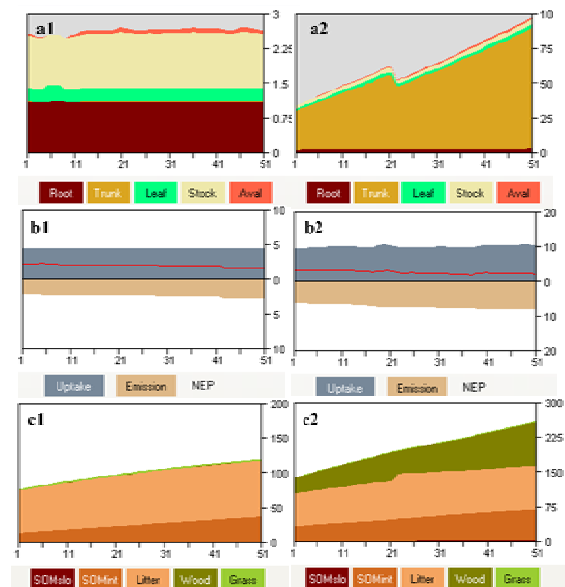 a1
3
2.25
1.5
0.75
0
1 11 21 31 41 51
Root Trunk Leaf Stock Awal
a2
10
75
50
25
0
1 11 21 31 41 51
Root Trunk Leaf Stock Awal
b1
10
5
0
5
10
1 11 21 31 41 51
Uptake Emission NEP
b2
20
10
0
10
20
1 11 21 31 41 51
Uptake Emission NEP
c1
200
150
100
50
0
1 11 21 31 41 51
SOMslo SOMint Litter Wood Grass
c2
300
225
150
75
0
1 11 21 31 41 51
SOMslo SOMint Litter Wood Grass